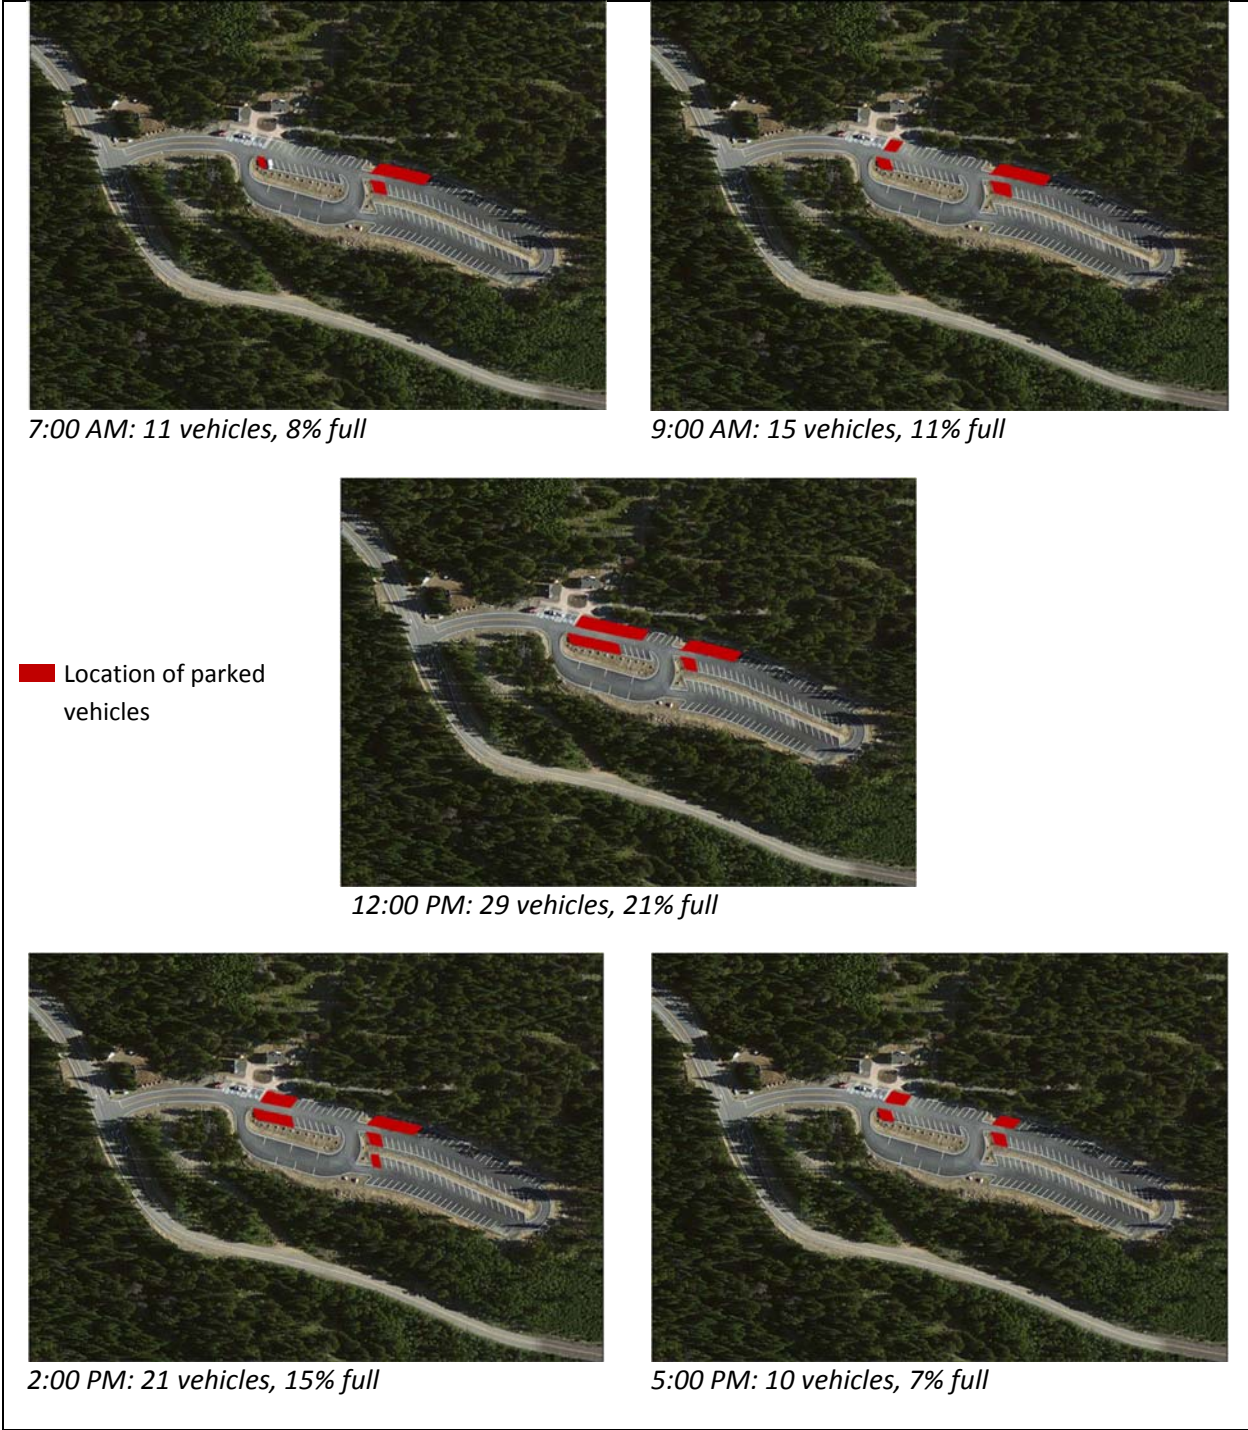 7:00 AM: 11 vehicles, 8% full
9:00 AM: 15 vehicles, 11% full
Location of parked
vehicles
12:00 PM: 29 vehicles, 21% full
2:00 PM: 21 vehicles, 15% full
5:00 PM: 10 vehicles, 7% full